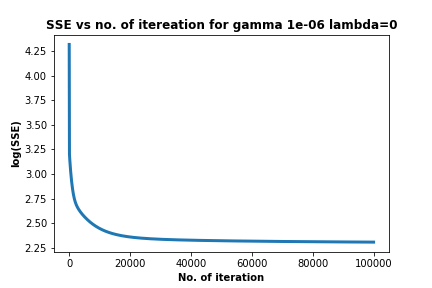 SSE vs no. of itereation for gamma 1e-06 lambda=0
4.25
4.00
3.75
3.50
3.25
3.00
2.75
2.50
2.25
log(SSE)
0 20000 40000 60000 80000 100000
No. of iteration